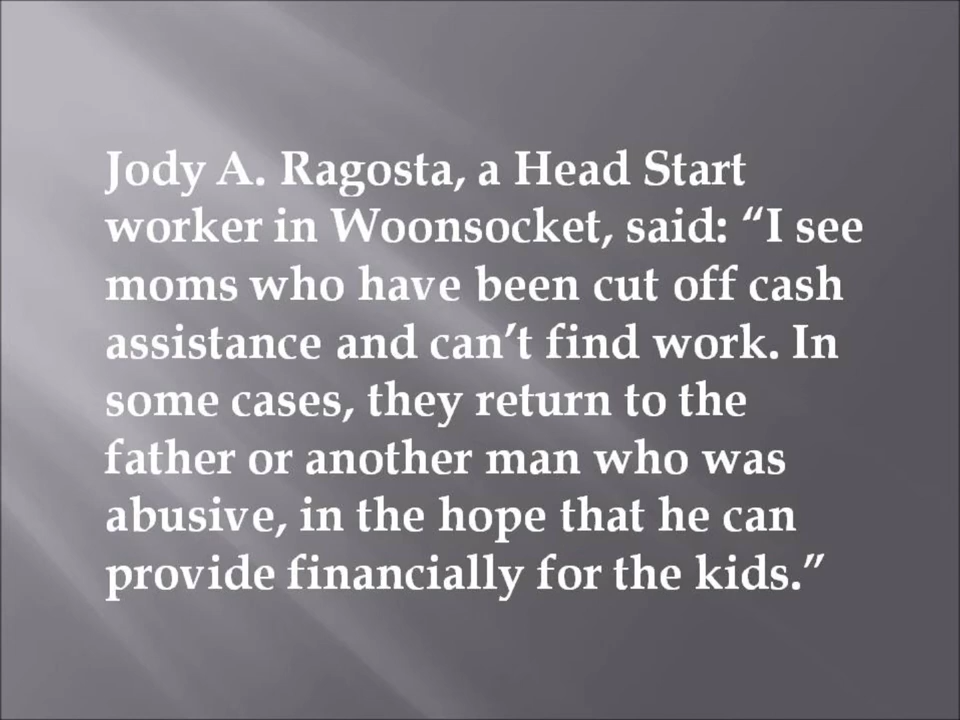 Jody A. Ragosta, a Head Start
worker in Woonsocket, said: “I see
moms who have been cut off cash
assistance and can’t find work. In
some cases, they return to the
father or another man who was
abusive, in the hope that he can
provide financially for the kids.”